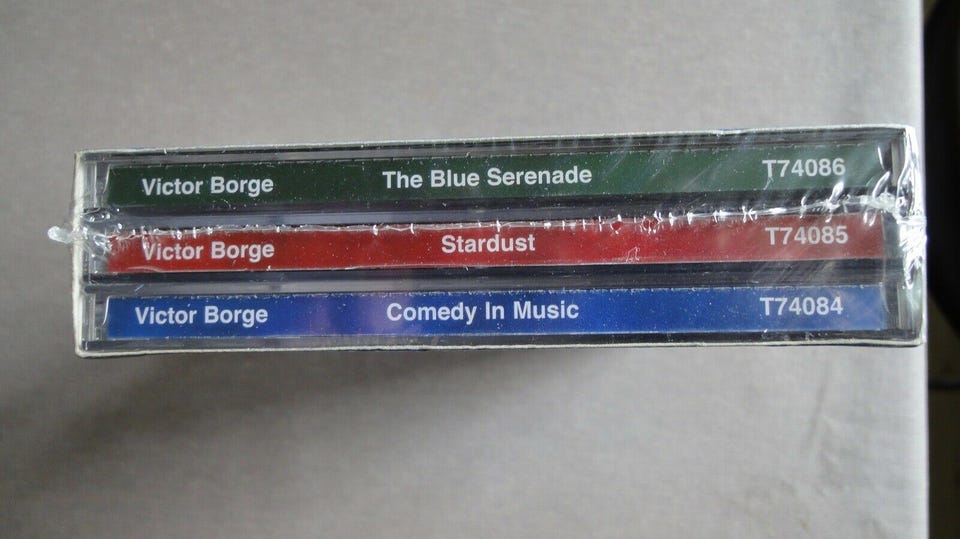 Victor Borge The Blue Serenade T74086
Victor Borge Stardust T74085
Victor Borge Comedy In Music T74084